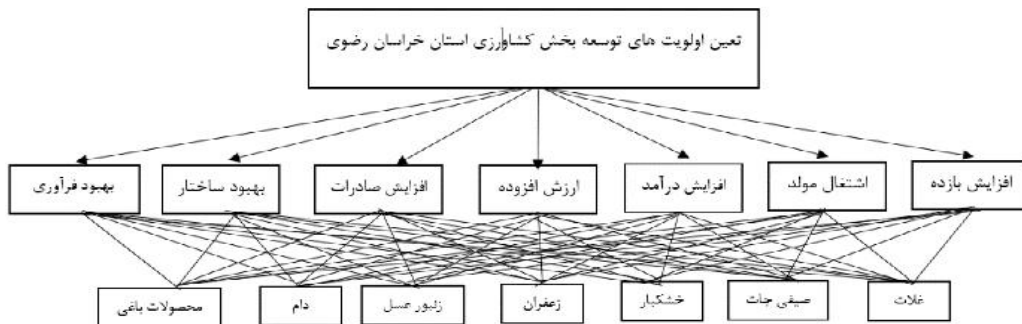 تعین اولویت های توسعه بخش کشاورزی استان خراسان رضوی
افزایش بازده
اشتغال مولد
افزایش درآمد
ارزش افزوده
افزایش صادرات
بهبود ساختار
بهبود فرآوری
غلات
صیفی جات
خشکبار
زعفران
زنبور عسل
دام
محصولات باغی